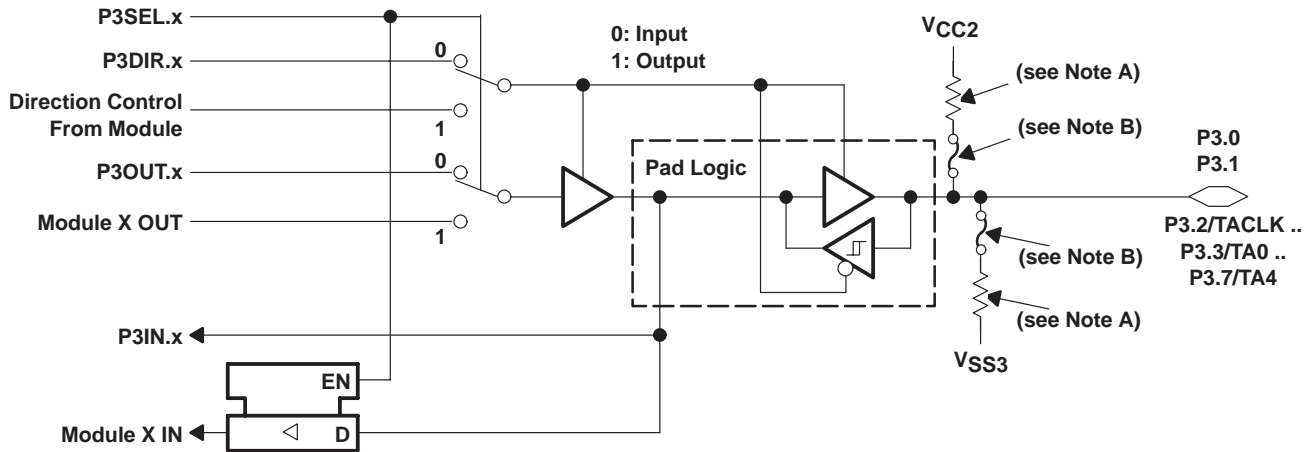 P3SEL.x
P3DIR.x
Direction Control
From Module
P3OUT.x
Module X OUT
P3IN.x
Module X IN
0
1
0
1
0: Input
1: Output
Pad Logic
EN
D
VCC2
(see Note A)
(see Note B)
(see Note B)
(see Note A)
VSS3
P3.0
P3.1
P3.2/TACLK ..
P3.3/TA0 ..
P3.7/TA4